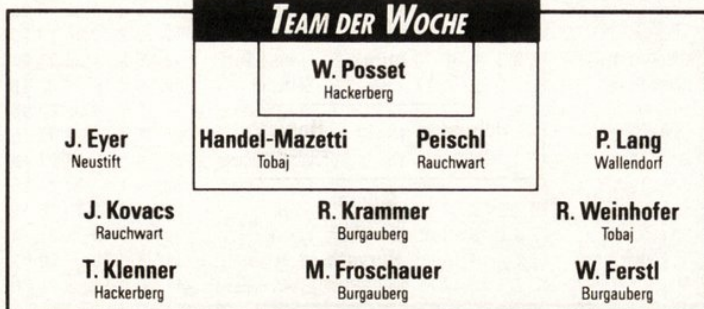 TEAM DER WOCHE
W. Posset
Hackerberg
J. Eyer Handel-Mazetti Peischl P. Lang
Neustift Tobaj Rauchwart Wallendorf
J. Kovacs R. Krammer R. Weinhofer
Rauchwart Burgauberg Tobaj
T. Klenner M. Froschauer W. Ferstl
Hackerberg Burgauberg Burgauberg